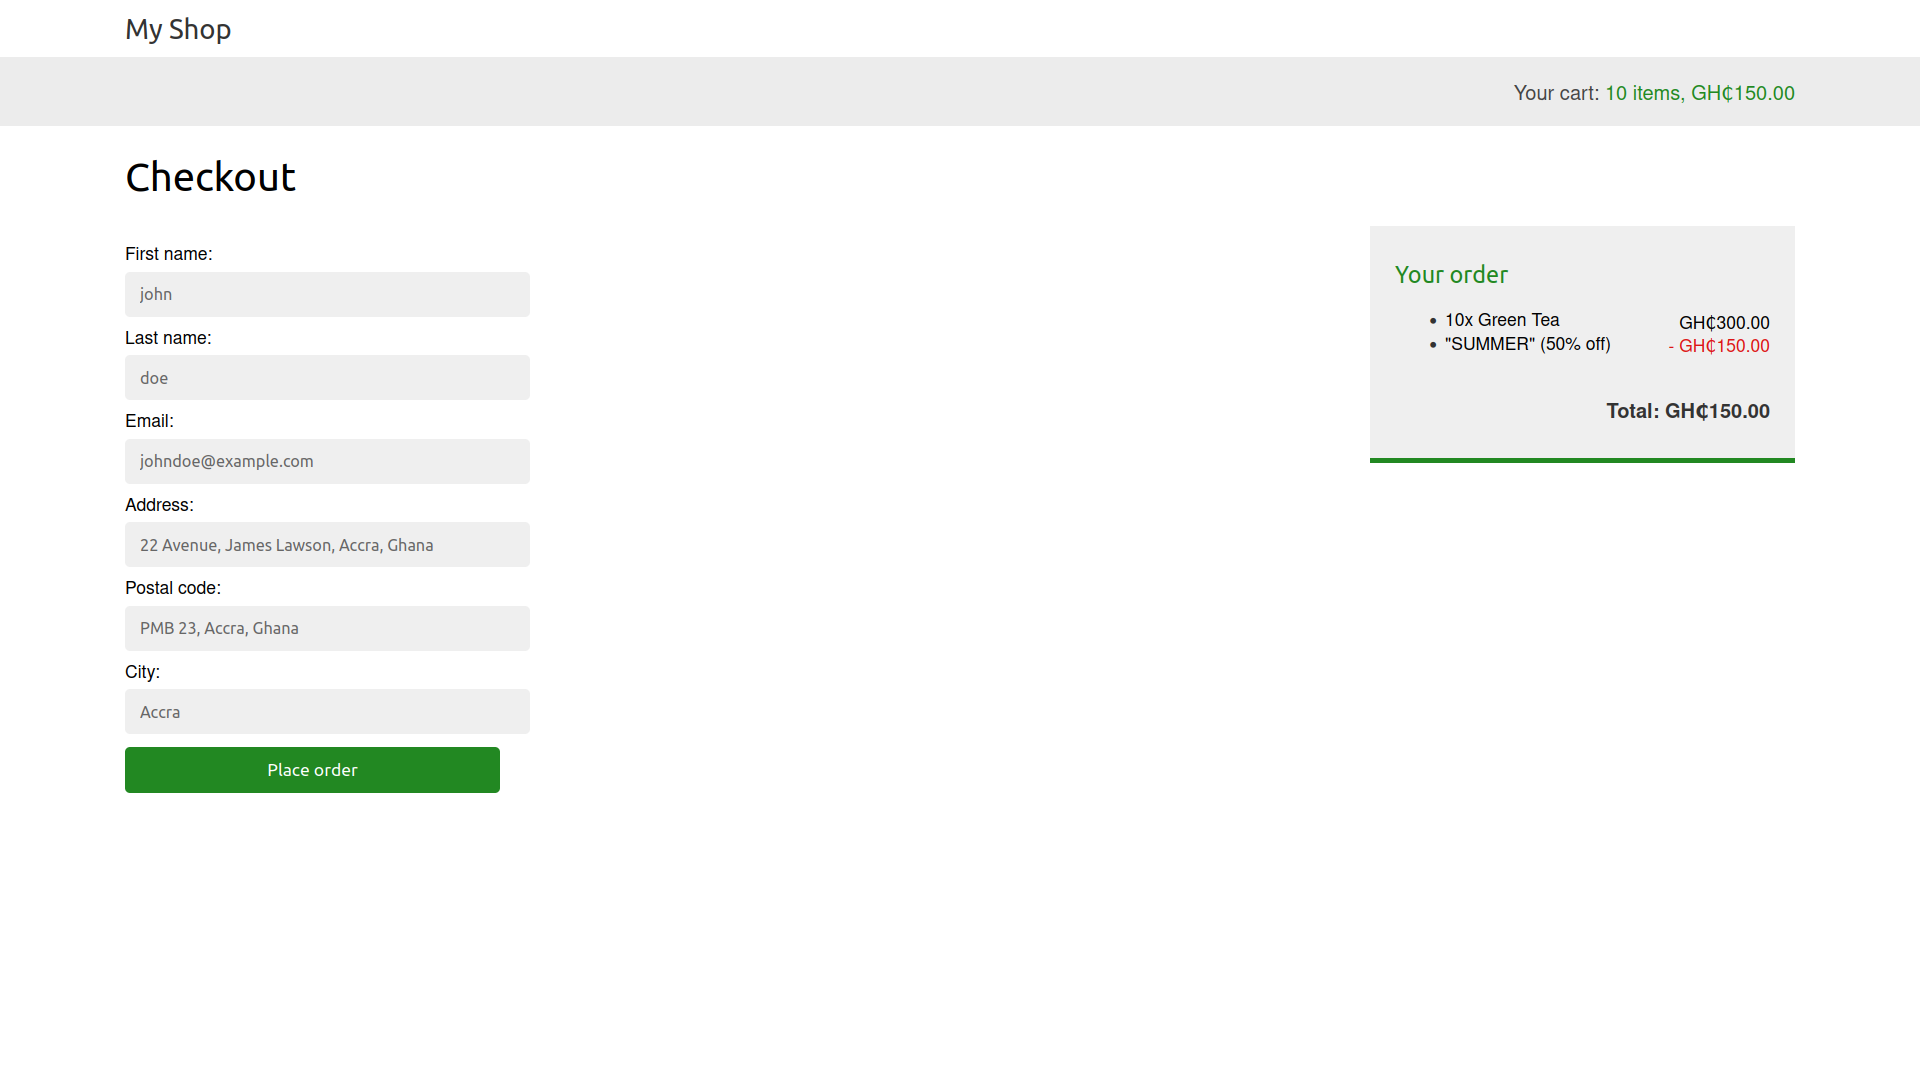 My Shop
Your cart: 10 items, GH₵150.00
Checkout
First name:
john
Last name:
doe
Email:
johndoe@example.com
Address:
22 Avenue, James Lawson, Accra, Ghana
Postal code:
PMB 23, Accra, Ghana
City:
Accra
Place order
Your order
• 10x Green Tea GH₵300.00
• "SUMMER" (50% off) - GH₵150.00
Total: GH₵150.00